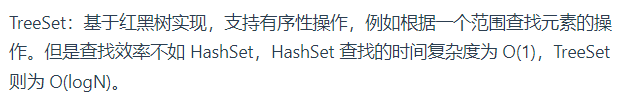 TreeSet：基于红黑树实现，支持有序性操作，例如根据一个范围查找元素的操
作。但是查找效率不如 HashSet，HashSet 查找的时间复杂度为 O(1)，TreeSet
则为 O(logN)。